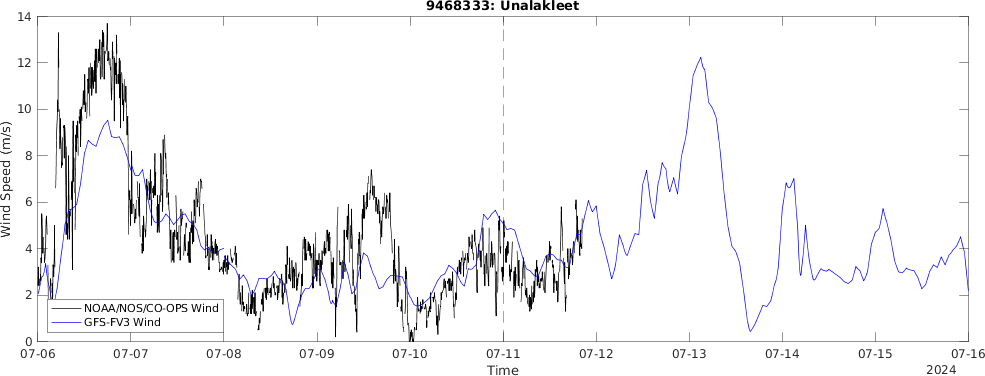 9468333: Unalakleet
Wind Speed (m/s)
14
12
10
8
6
4
2
0
NOAA/NOS/CO-OPS Wind
GFS-FV3 Wind
07-06 07-07 07-08 07-09 07-10 07-11 07-12 07-13 07-14 07-15 07-16
Time
2024